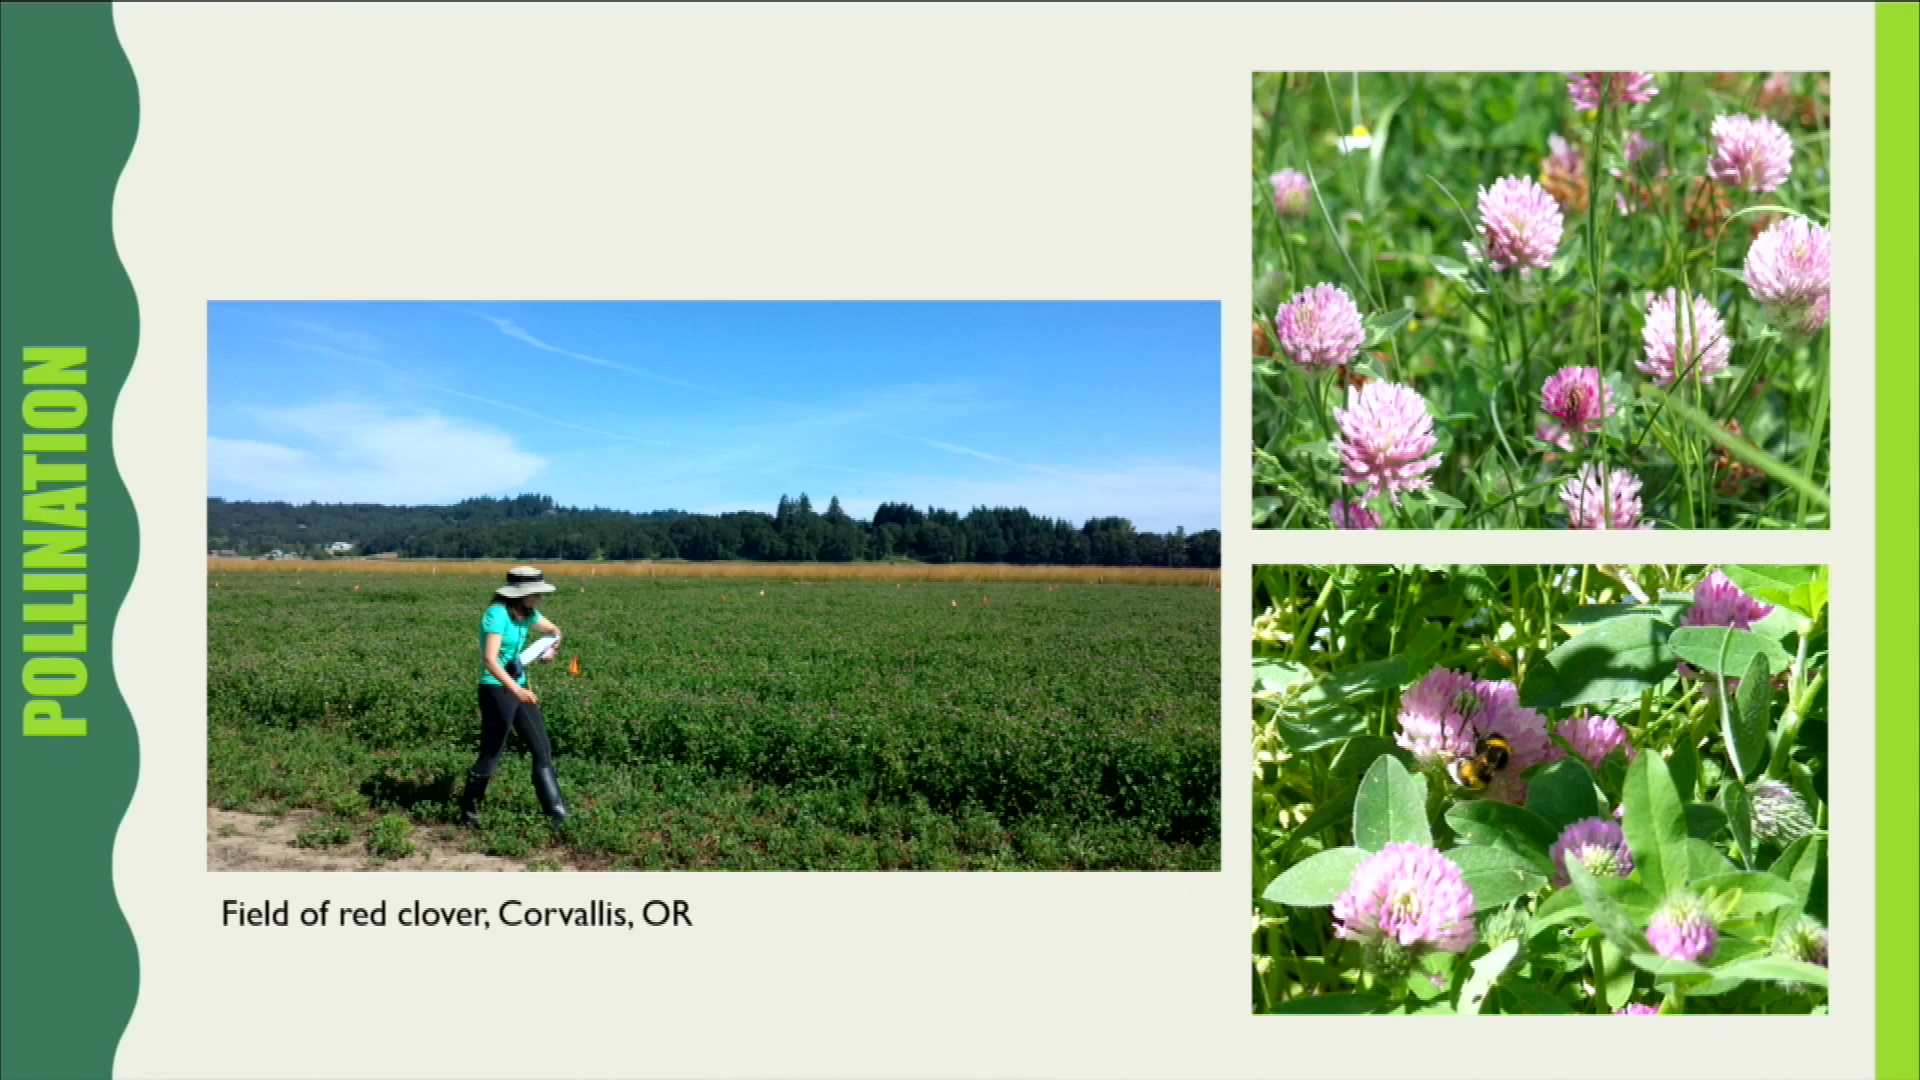 POLLINATION
Field of red clover, Corvallis, OR